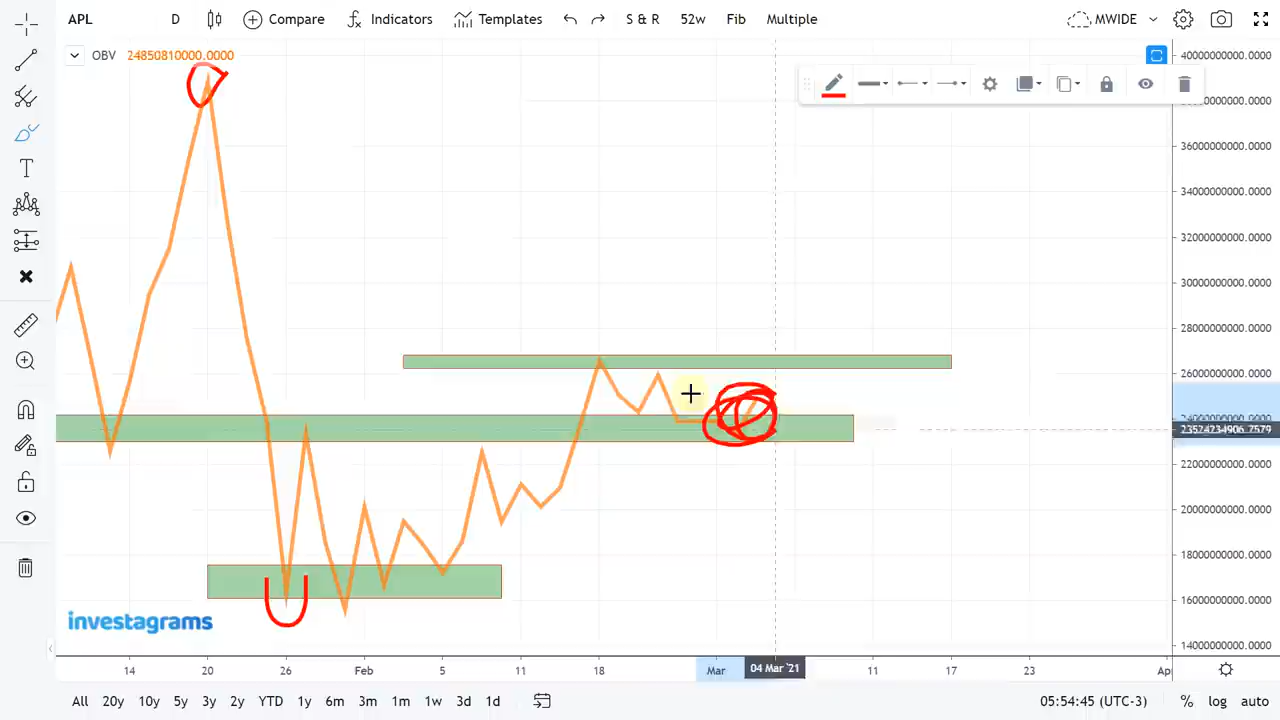 APL D Compare Indicators Templates S & R 52w Fib Multiple MWIDE
OBV 24850810000.0000
40000000000.0000
36000000000.0000
34000000000.0000
32000000000.0000
30000000000.0000
28000000000.0000
26000000000.0000
23524234906.7579
22000000000.0000
20000000000.0000
18000000000.0000
16000000000.0000
14000000000.0000
investagrams
14 20 26 Feb 5 11 18 Mar 04 Mar '21 11 17 23
All 20y 10y 5y 3y 2y YTD 1y 6m 3m 1m 1w 3d 1d 05:54:45 (UTC-3) % log auto